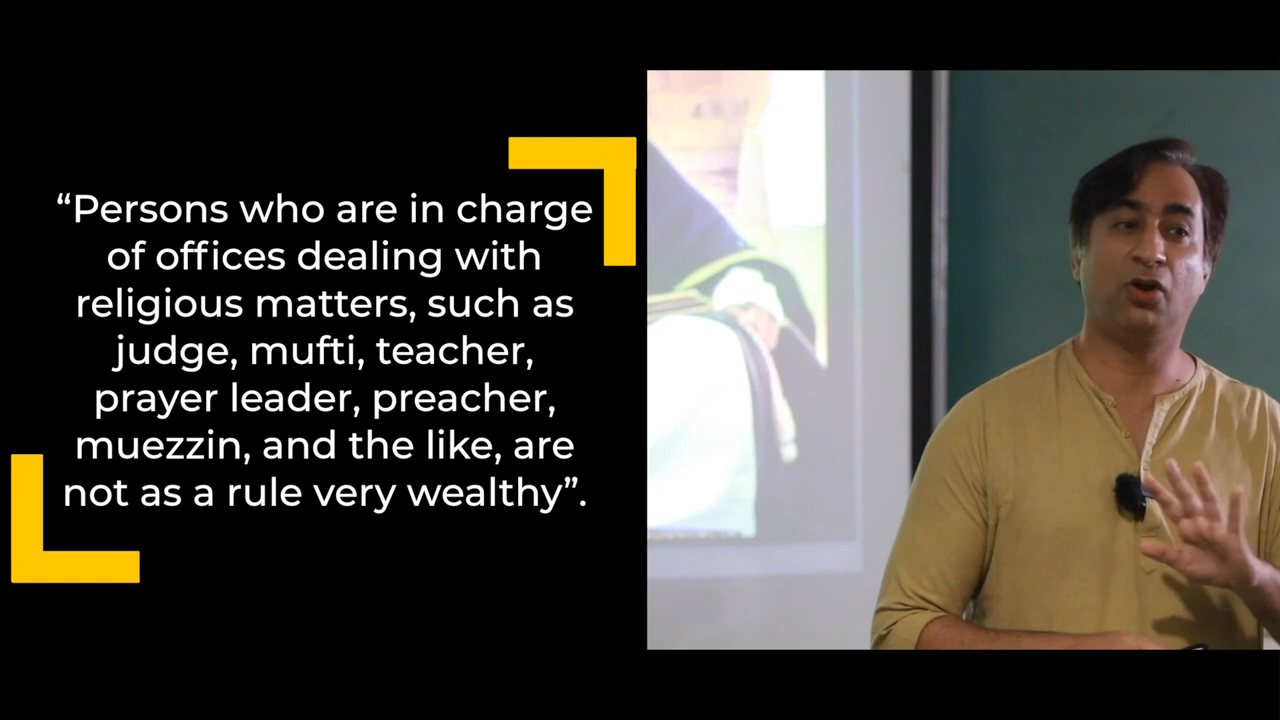 “Persons who are in charge
of offices dealing with
religious matters, such as
judge, mufti, teacher,
prayer leader, preacher,
muezzin, and the like, are
not as a rule very wealthy”.